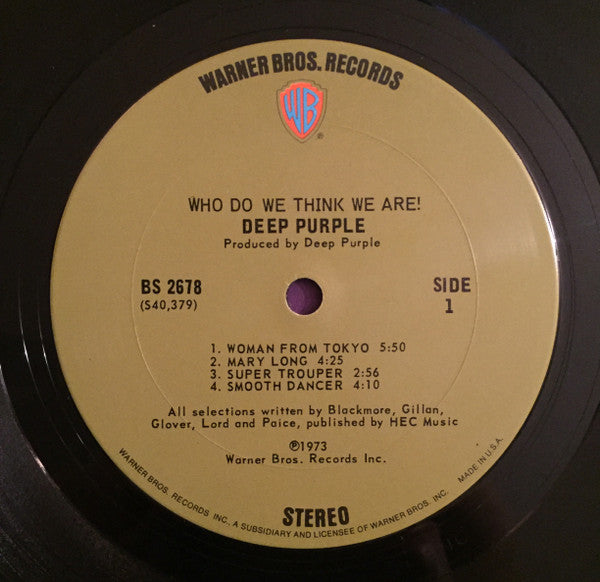 WARNER BROS. RECORDS
WB
®
WHO DO WE THINK WE ARE!
DEEP PURPLE
Produced by Deep Purple
BS 2678
(S40,379)
SIDE
1
1. WOMAN FROM TOKYO 5:50
2. MARY LONG 4:25
3. SUPER TROUPER 2:56
4. SMOOTH DANCER 4:10
All selections written by Blackmore, Gillan,
Glover, Lord and Paice, published by HEC Music
℗1973
Warner Bros. Records Inc.
STEREO
WARNER BROS. RECORDS INC. A SUBSIDIARY AND LICENSEE OF WARNER BROS. INC. MADE IN U.S.A.